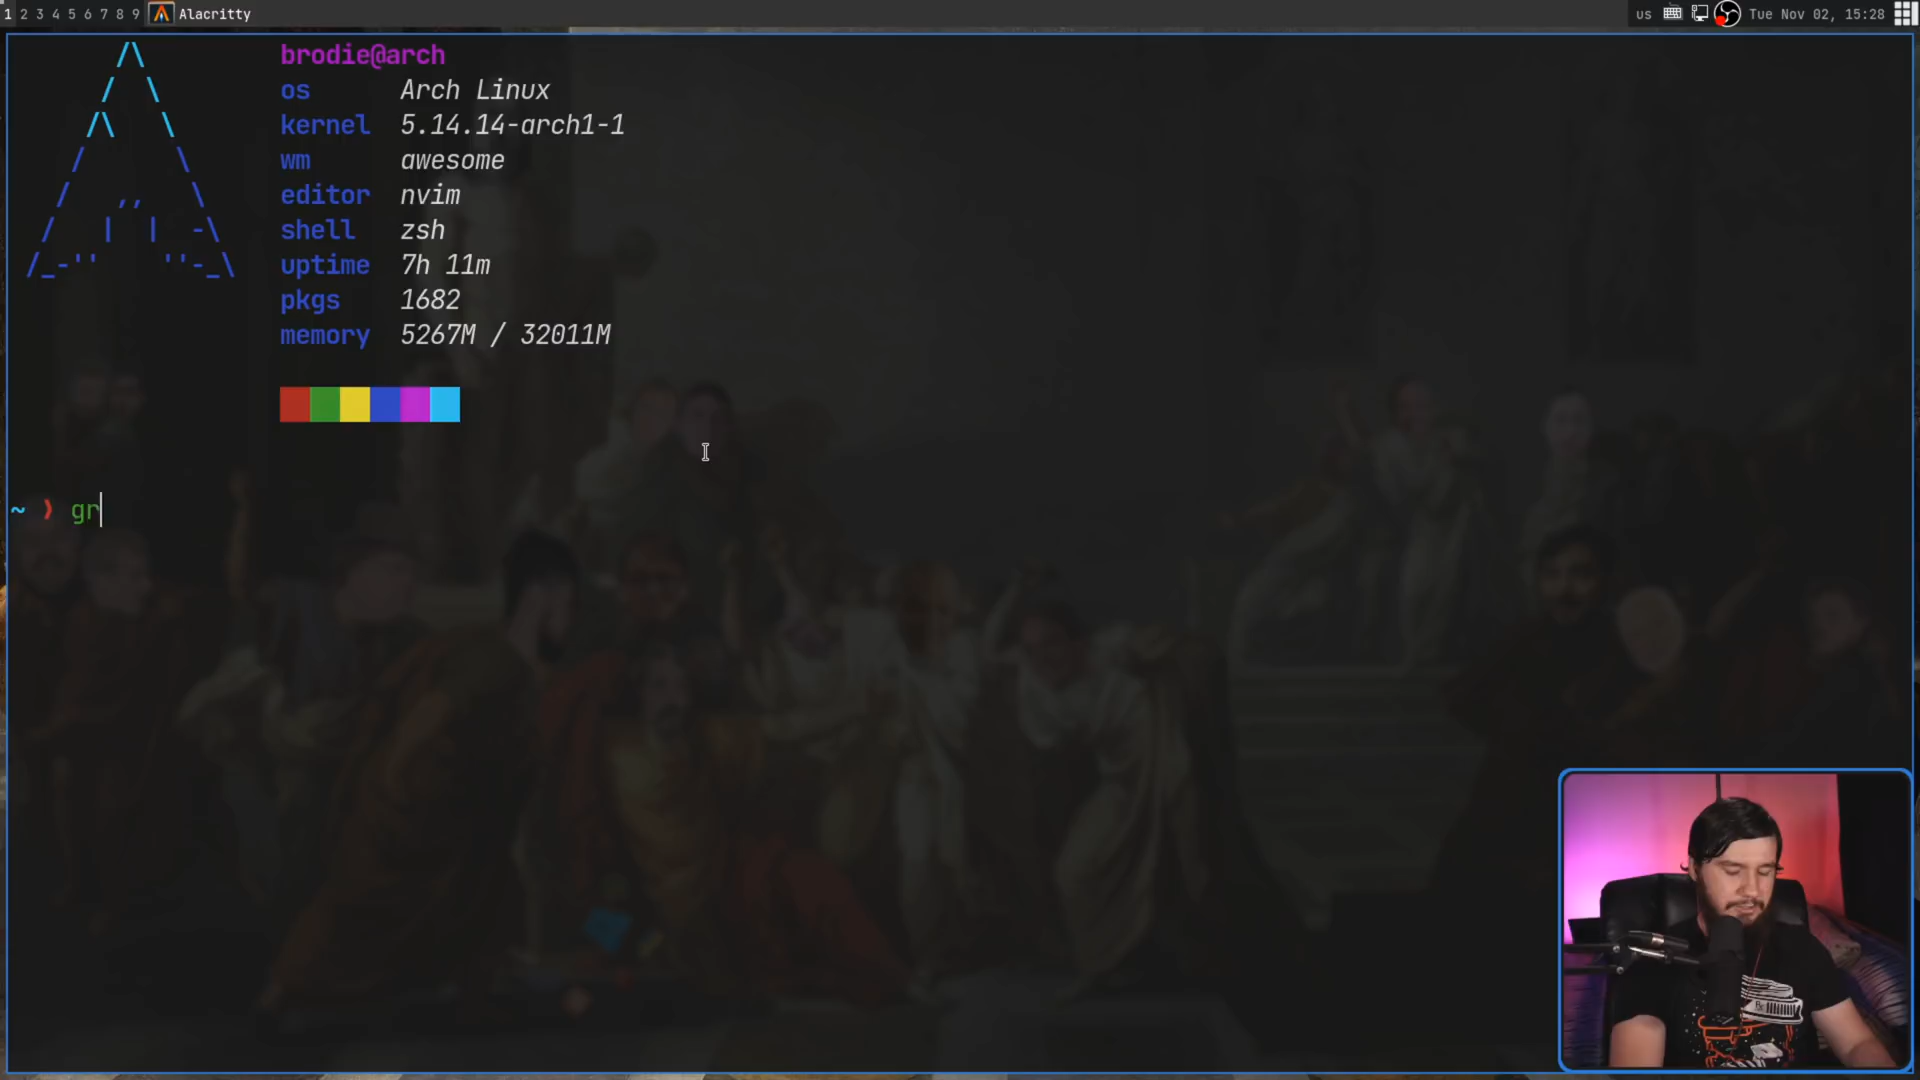 1 2 3 4 5 6 7 8 9 Alacritty us Tue Nov 02, 15:28
brodie@arch
os Arch Linux
kernel 5.14.14-arch1-1
wm awesome
editor nvim
shell zsh
uptime 7h 11m
pkgs 1682
memory 5267M / 32011M
~ ❯ gr